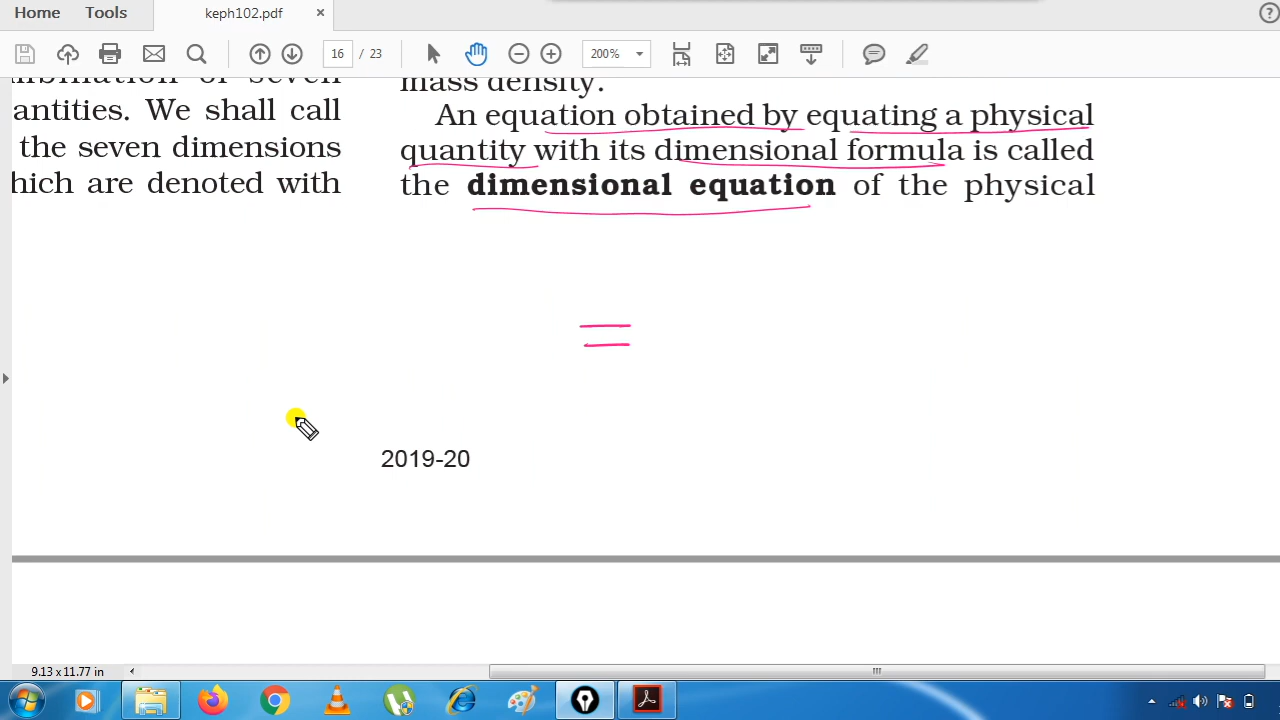 Home Tools keph102.pdf ×
16 / 23 200%
antities. We shall call
the seven dimensions
hich are denoted with
mass density.
An equation obtained by equating a physical
quantity with its dimensional formula is called
the dimensional equation of the physical
=
2019-20
9.13 x 11.77 in